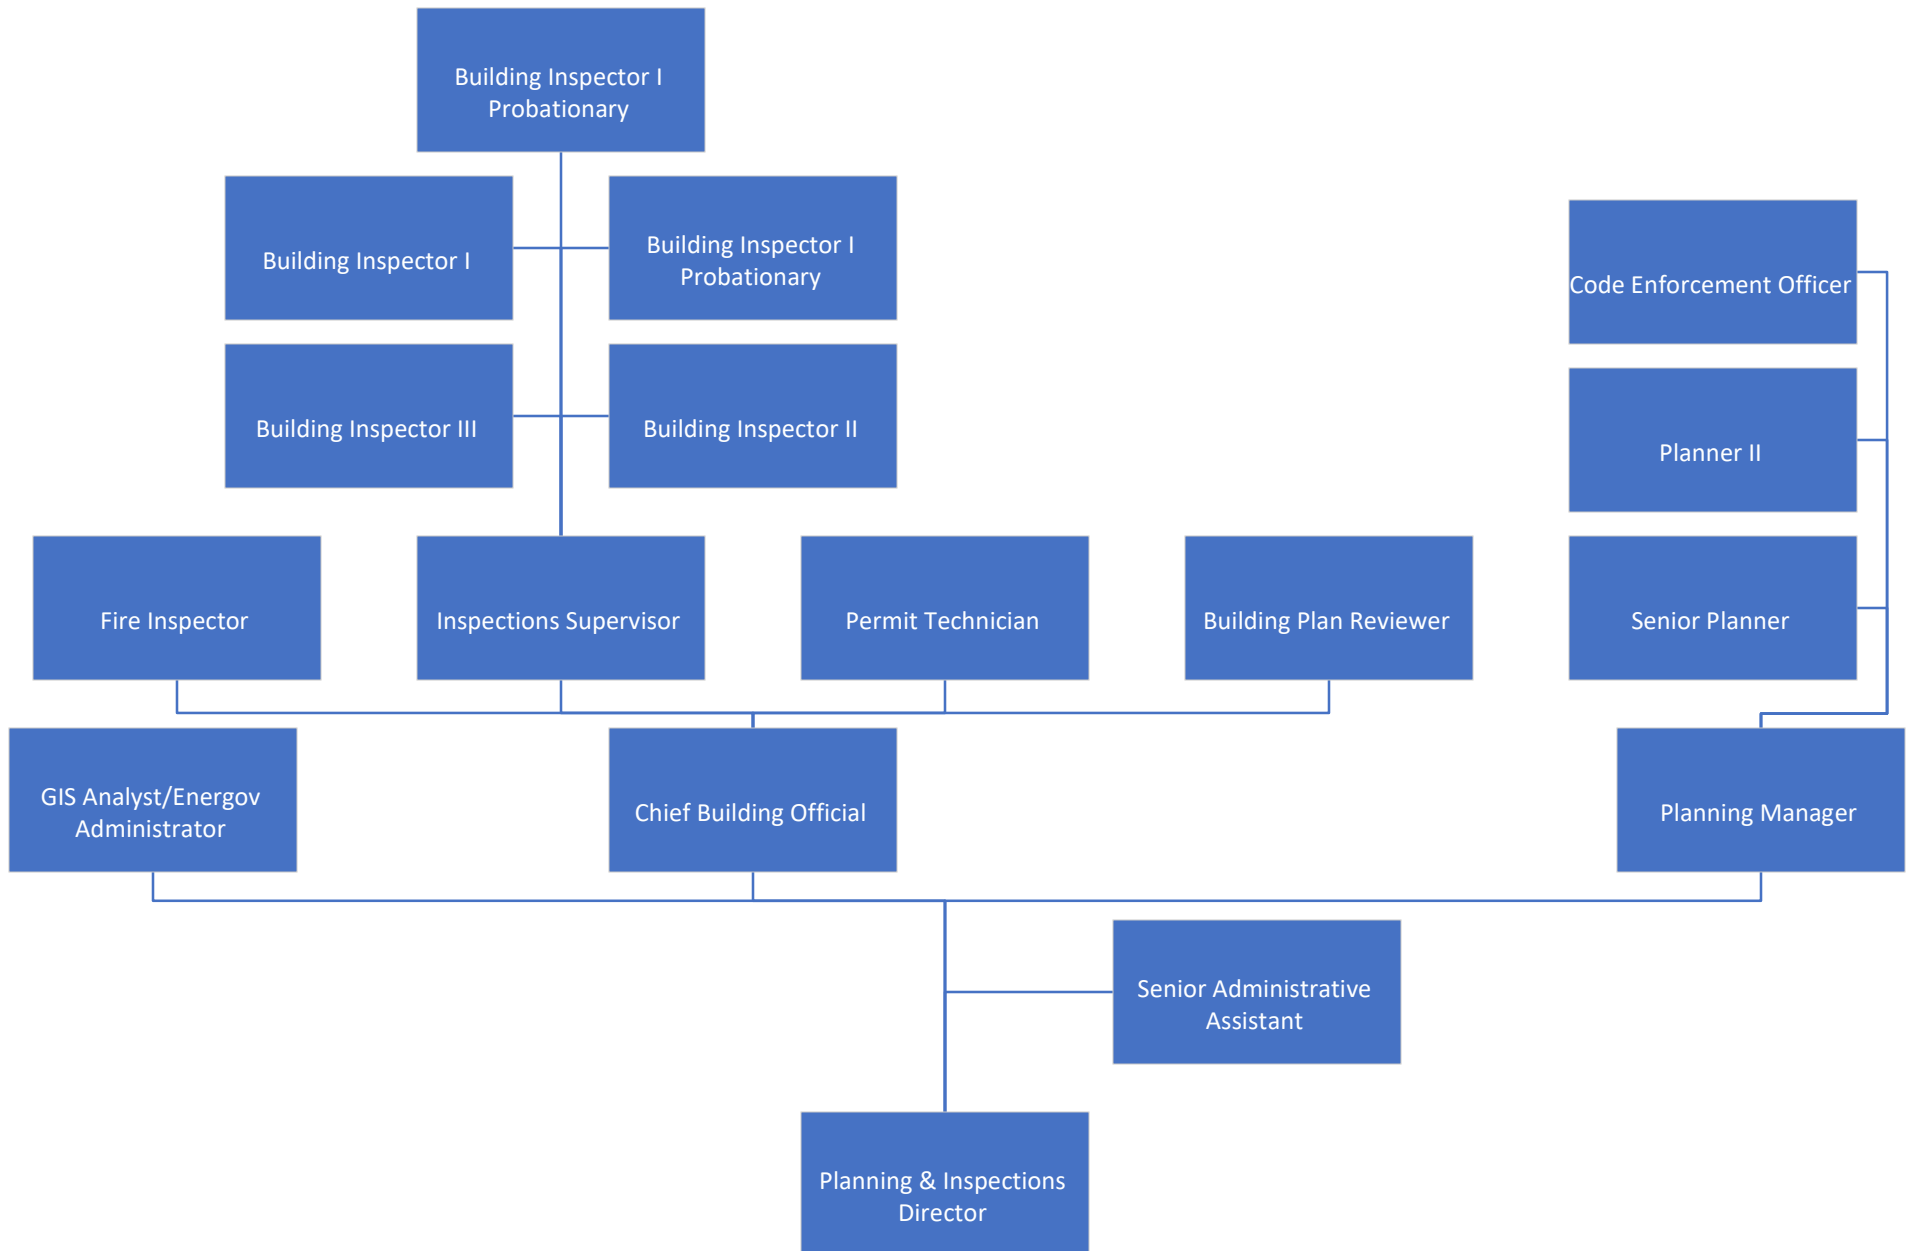 Building Inspector I
Probationary
Building Inspector I
Building Inspector I
Probationary
Code Enforcement Officer
Building Inspector III
Building Inspector II
Planner II
Fire Inspector
Inspections Supervisor
Permit Technician
Building Plan Reviewer
Senior Planner
GIS Analyst/Energov
Administrator
Chief Building Official
Planning Manager
Senior Administrative
Assistant
Planning & Inspections
Director